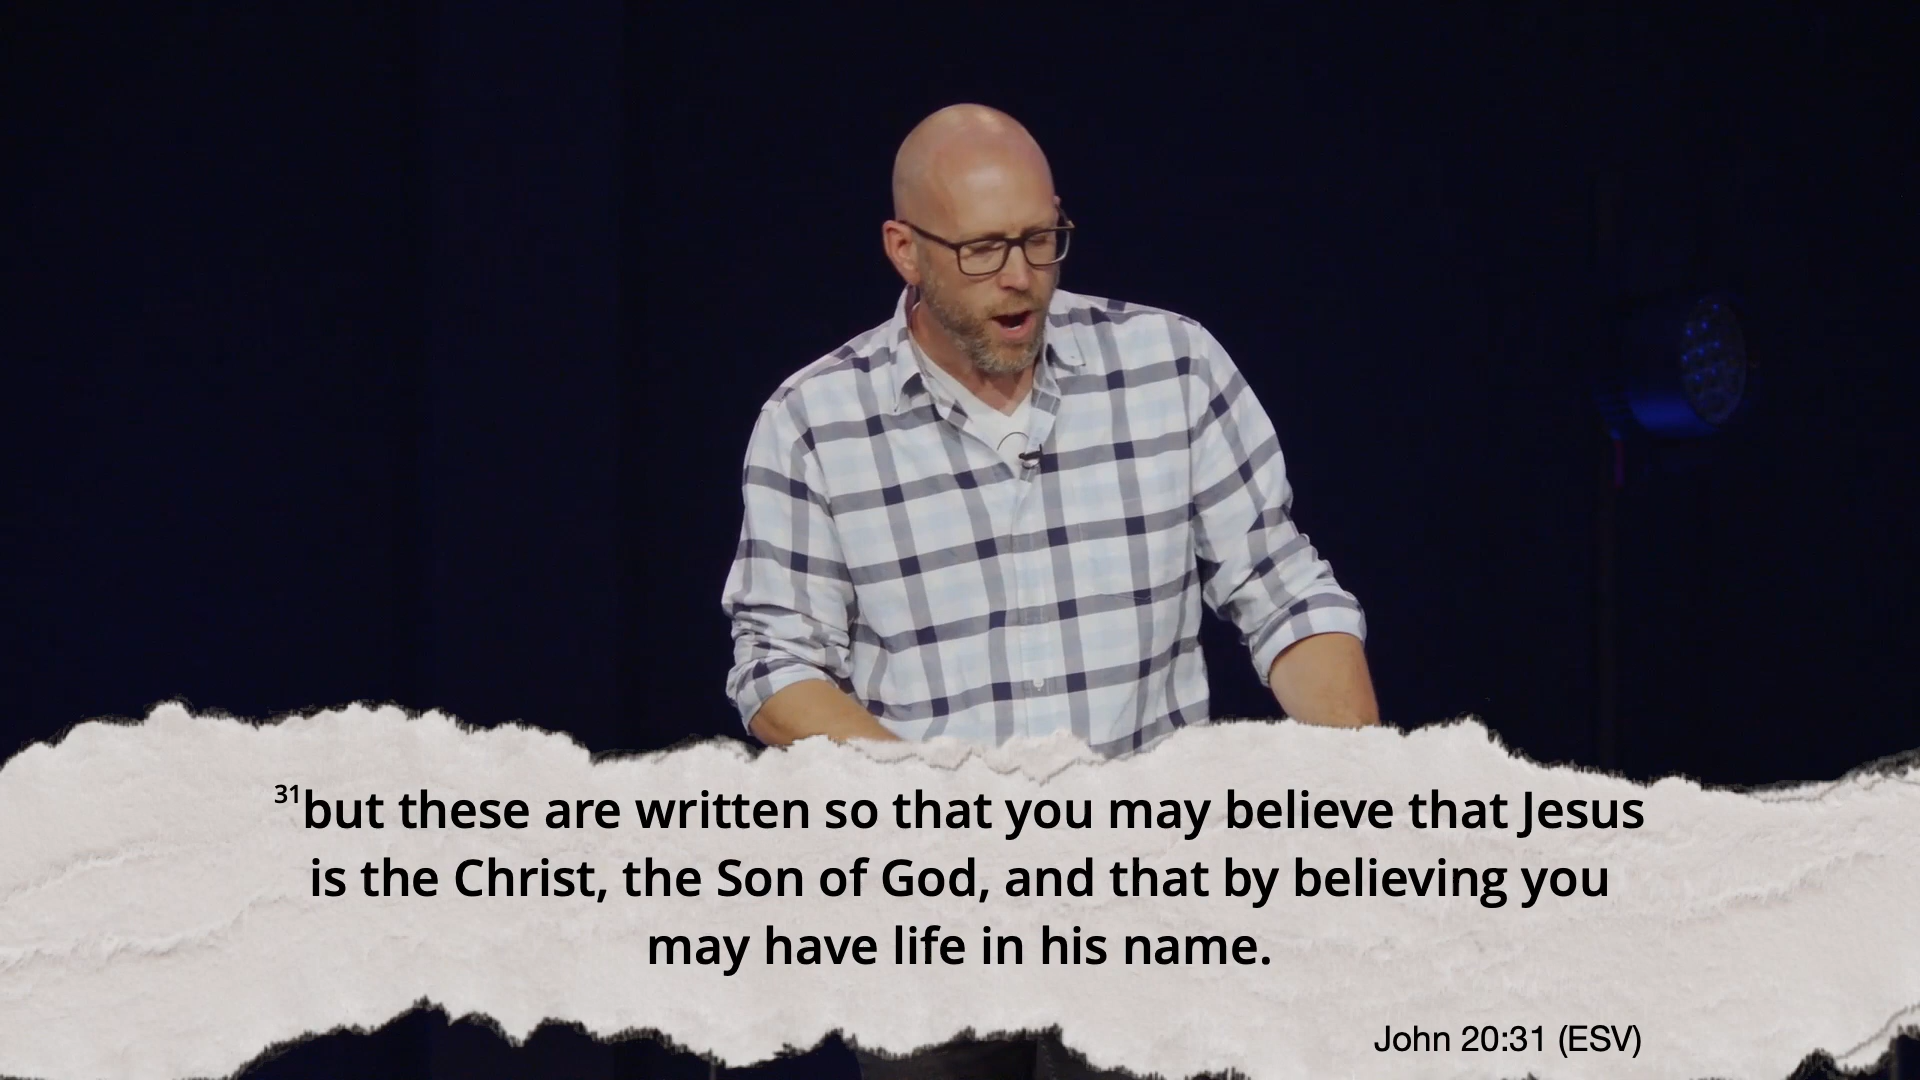 ³¹but these are written so that you may believe that Jesus
is the Christ, the Son of God, and that by believing you
may have life in his name.
John 20:31 (ESV)